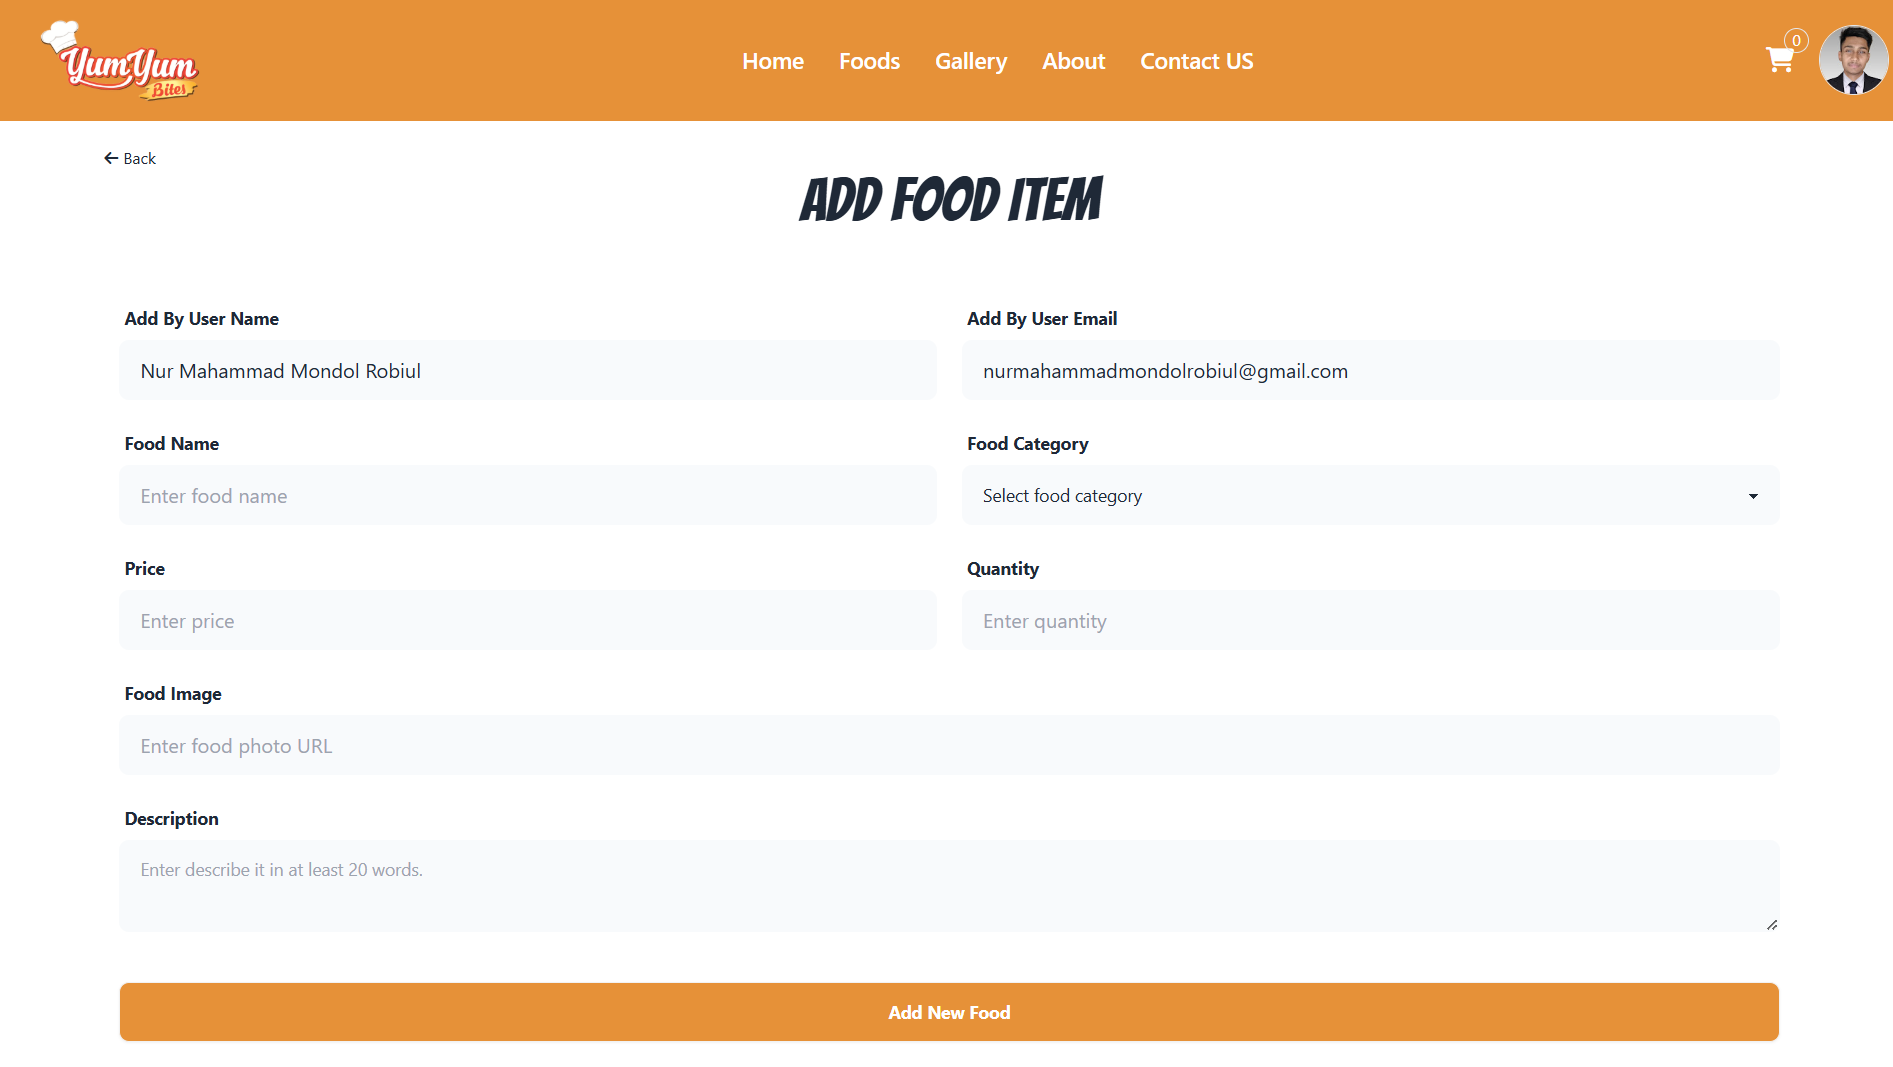 YumYum
Bites
Home Foods Gallery About Contact US
0
Back
ADD FOOD ITEM
Add By User Name
Nur Mahammad Mondol Robiul
Add By User Email
nurmahammadmondolrobiul@gmail.com
Food Name
Enter food name
Food Category
Select food category
Price
Enter price
Quantity
Enter quantity
Food Image
Enter food photo URL
Description
Enter describe it in at least 20 words.
Add New Food